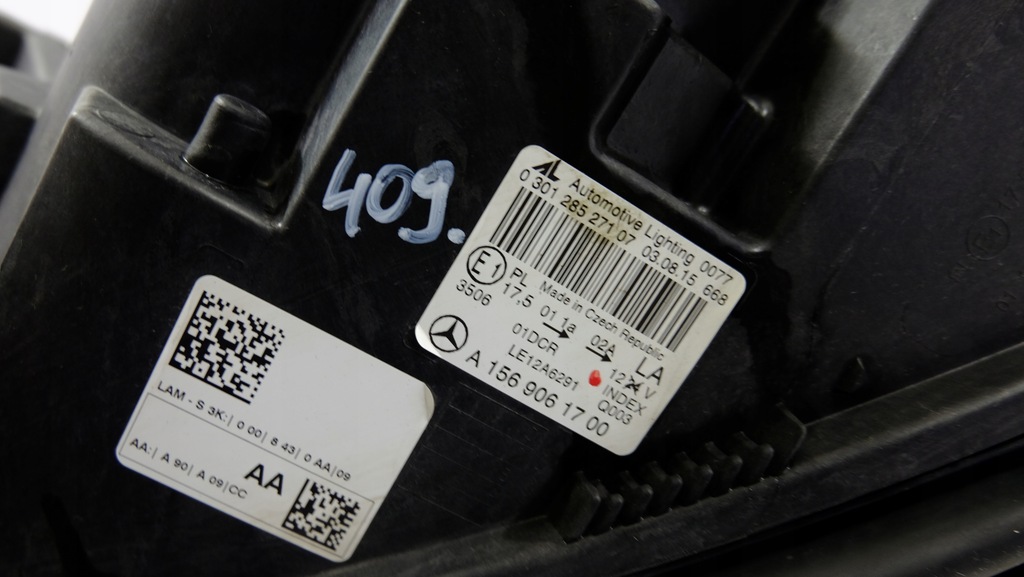 409.
AL Automotive Lighting 0077
0 301 285 271 07 03.08.15 668
Made in Czech Republic
E1 PL 01 1a 02A LA
17,5 → → 12 24 V
3506 01DCR INDEX
LE12A6291 Q003
A 156 906 17 00
LAM - S 3K:| 0 00| 8 43| 0 AA|09
AA:| A 90| A 09|CC AA